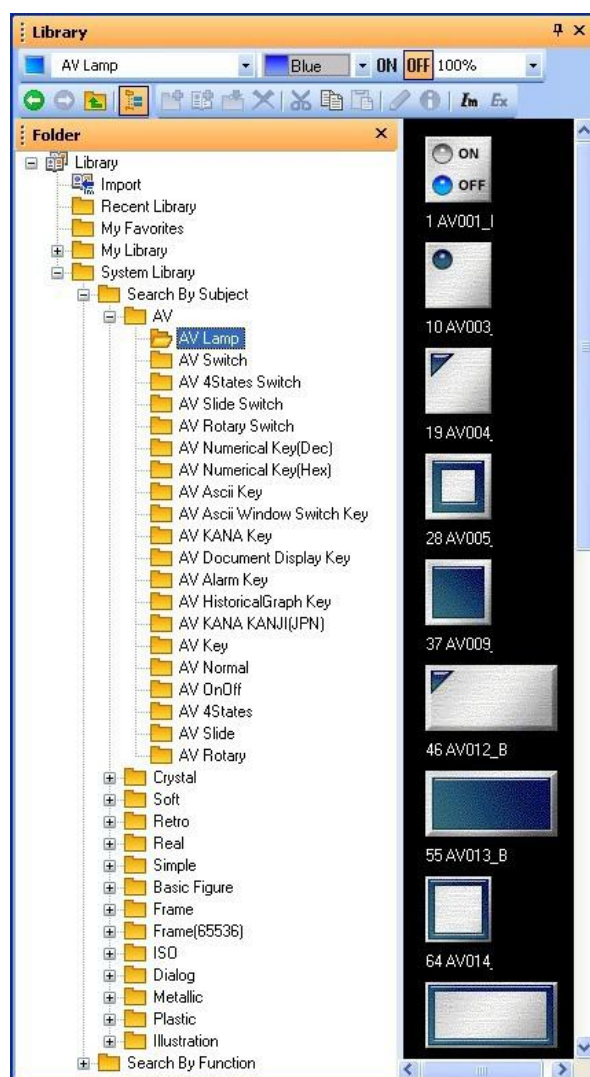 Library
AV Lamp Blue ON OFF 100%
Im Ex
Folder
Library
Import
Recent Library
My Favorites
My Library
System Library
Search By Subject
AV
AV Lamp
AV Switch
AV 4States Switch
AV Slide Switch
AV Rotary Switch
AV Numerical Key(Dec)
AV Numerical Key(Hex)
AV Ascii Key
AV Ascii Window Switch Key
AV KANA Key
AV Document Display Key
AV Alarm Key
AV HistoricalGraph Key
AV KANA KANJI(JPN)
AV Key
AV Normal
AV OnOff
AV 4States
AV Slide
AV Rotary
Crystal
Soft
Retro
Real
Simple
Basic Figure
Frame
Frame(65536)
ISO
Dialog
Metallic
Plastic
Illustration
Search By Function
ON
OFF
1 AV001_
10 AV003_
19 AV004_
28 AV005_
37 AV009_
46 AV012_B
55 AV013_B
64 AV014_